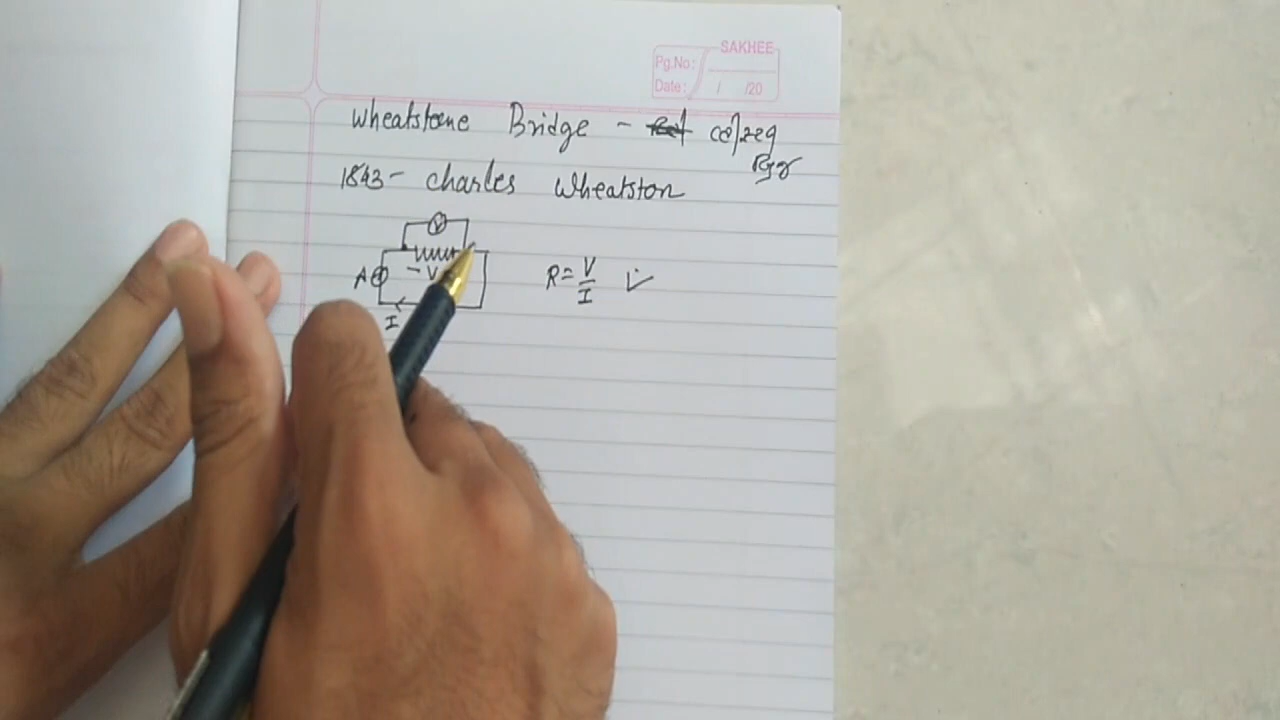 SAKHEE
Pg.No:
Date: / /20
Wheatstone Bridge -
1843- Charles Wheatston
V
A - V
I
R = V/I